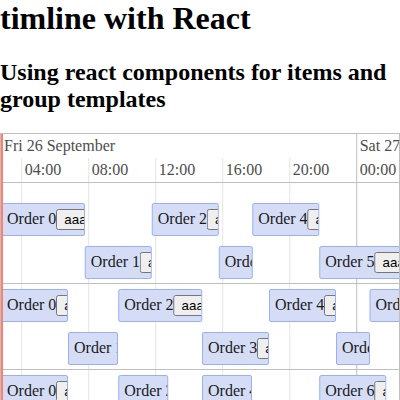 timline with React
Using react components for items and
group templates
Fri 26 September Sat 27
04:00 08:00 12:00 16:00 20:00 00:00
Order 0 aaa Order 2 Order 4
Order 1 Order 5 aaa
Order 0 Order 2 aaa Order 4
Order Order 3
Order 0 Order 6